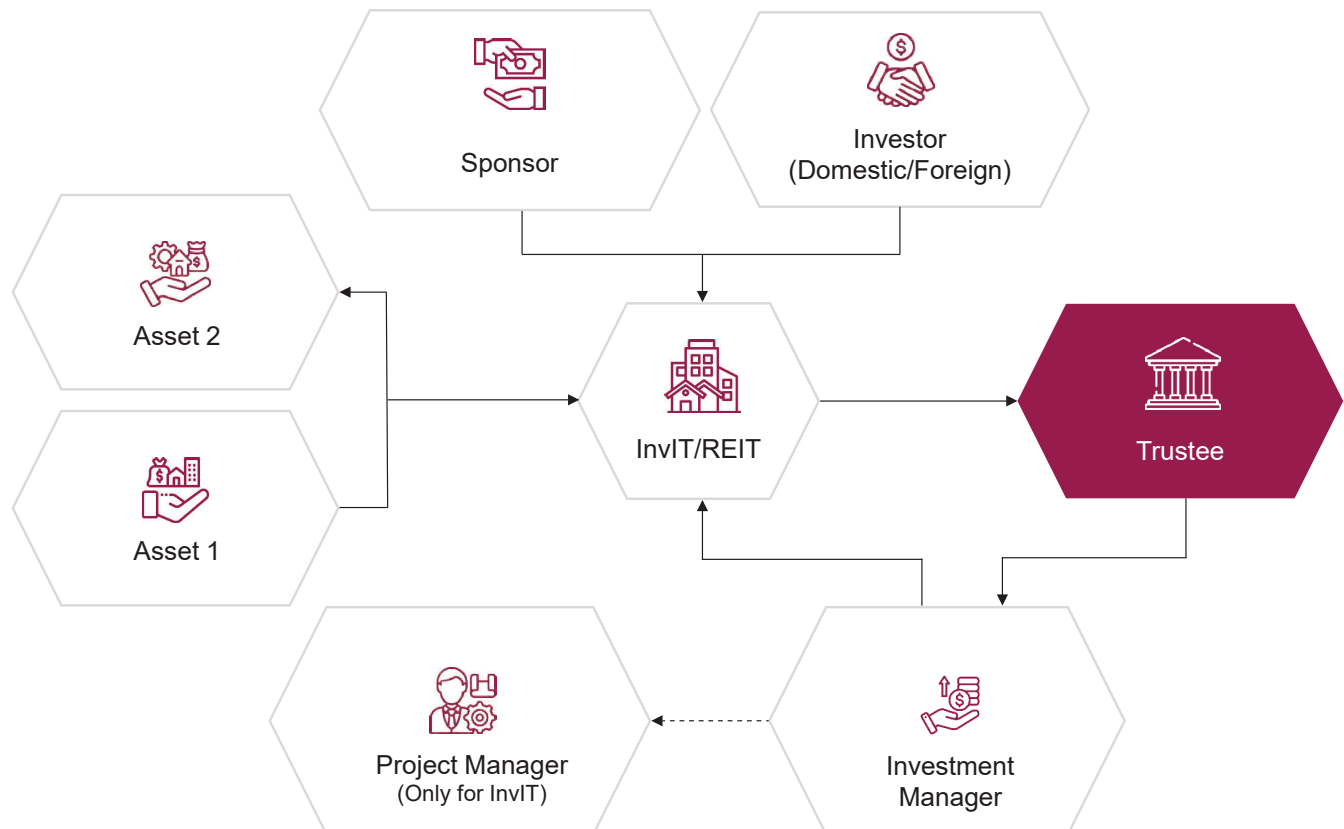 Sponsor
Investor
(Domestic/Foreign)
Asset 2
InvIT/REIT
Trustee
Asset 1
Project Manager
(Only for InvIT)
Investment
Manager